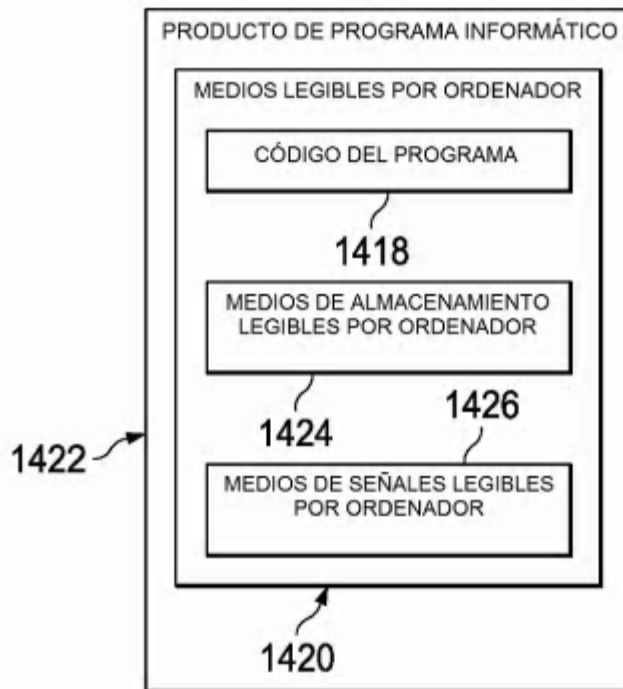 PRODUCTO DE PROGRAMA INFORMÁTICO
MEDIOS LEGIBLES POR ORDENADOR
CÓDIGO DEL PROGRAMA
1418
MEDIOS DE ALMACENAMIENTO
LEGIBLES POR ORDENADOR
1424
1426
1422
MEDIOS DE SEÑALES LEGIBLES
POR ORDENADOR
1420